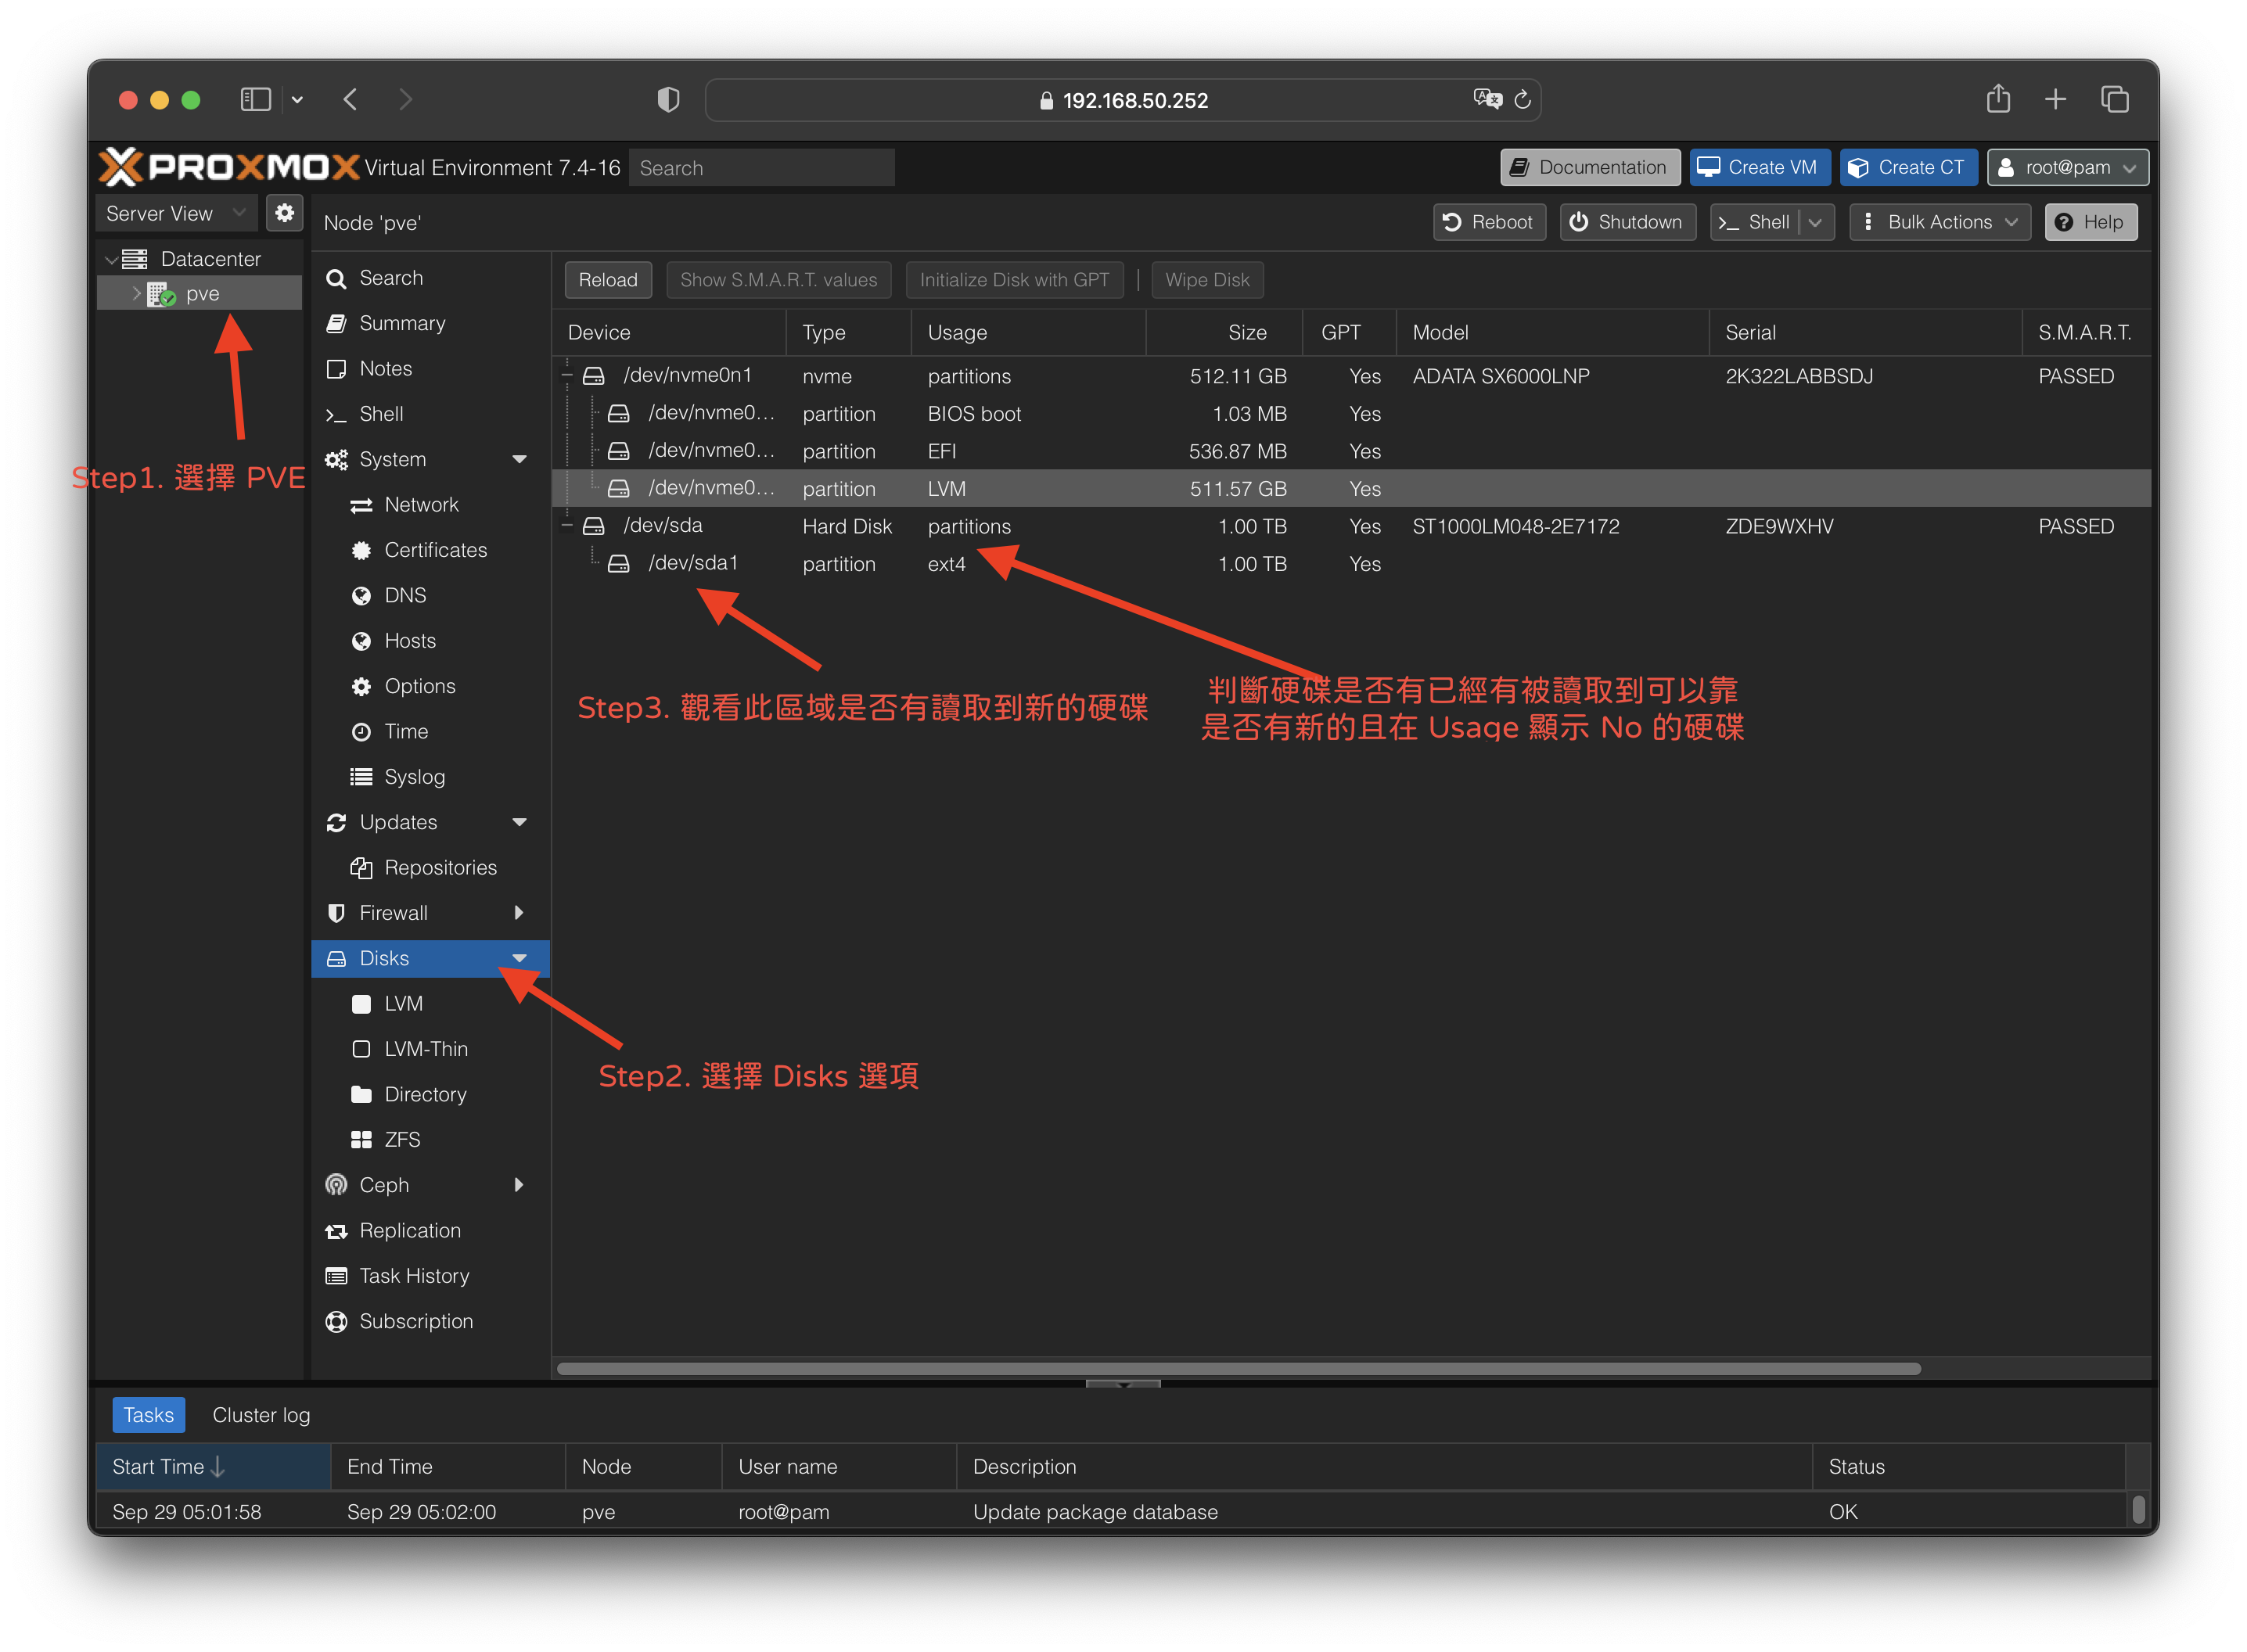 192.168.50.252
PROXMOX Virtual Environment 7.4-16 Search Documentation Create VM Create CT root@pam
Server View
Node 'pve' Reboot Shutdown Shell Bulk Actions Help
Datacenter
pve
Step1. 選擇 PVE
Search
Summary
Notes
Shell
System
Network
Certificates
DNS
Hosts
Options
Time
Syslog
Updates
Repositories
Firewall
Disks
LVM
LVM-Thin
Directory
ZFS
Ceph
Replication
Task History
Subscription
Reload Show S.M.A.R.T. values Initialize Disk with GPT Wipe Disk
Device Type Usage Size GPT Model Serial S.M.A.R.T.
/dev/nvme0n1 nvme partitions 512.11 GB Yes ADATA SX6000LNP 2K322LABBSDJ PASSED
/dev/nvme0... partition BIOS boot 1.03 MB Yes
/dev/nvme0... partition EFI 536.87 MB Yes
/dev/nvme0... partition LVM 511.57 GB Yes
/dev/sda Hard Disk partitions 1.00 TB Yes ST1000LM048-2E7172 ZDE9WXHV PASSED
/dev/sda1 partition ext4 1.00 TB Yes
Step3. 觀看此區域是否有讀取到新的硬碟
判斷硬碟是否有已經有被讀取到可以靠
是否有新的且在 Usage 顯示 No 的硬碟
Step2. 選擇 Disks 選項
Tasks Cluster log
Start Time End Time Node User name Description Status
Sep 29 05:01:58 Sep 29 05:02:00 pve root@pam Update package database OK